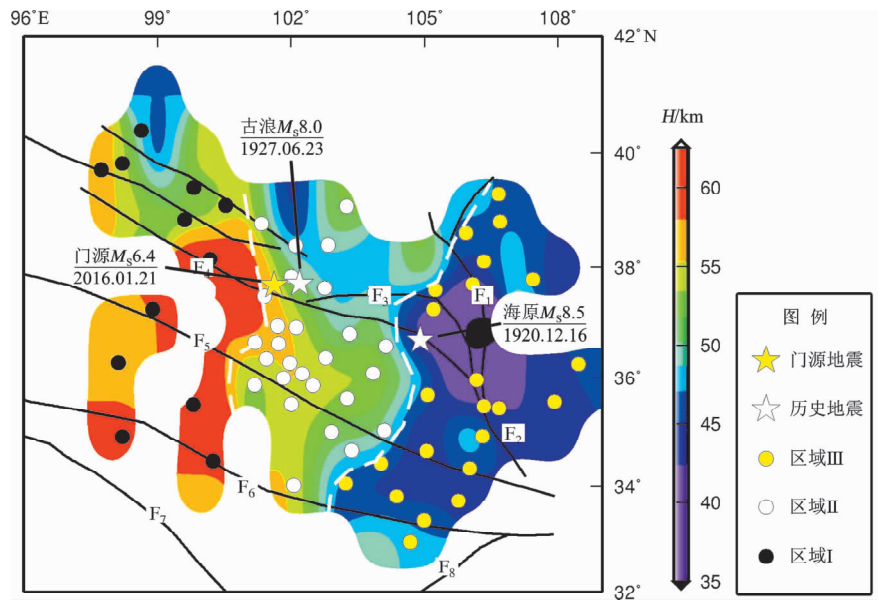 96°E 99° 102° 105° 108°
42°N
40°
38°
36°
34°
32°
古浪Ms8.0
1927.06.23
门源Ms6.4
2016.01.21
海原Ms8.5
1920.12.16
F₁
F₂
F₃
F₄
F₅
F₆
F₇
F₈
H/km
60
55
50
45
40
35
图 例
门源地震
历史地震
区域III
区域II
区域I